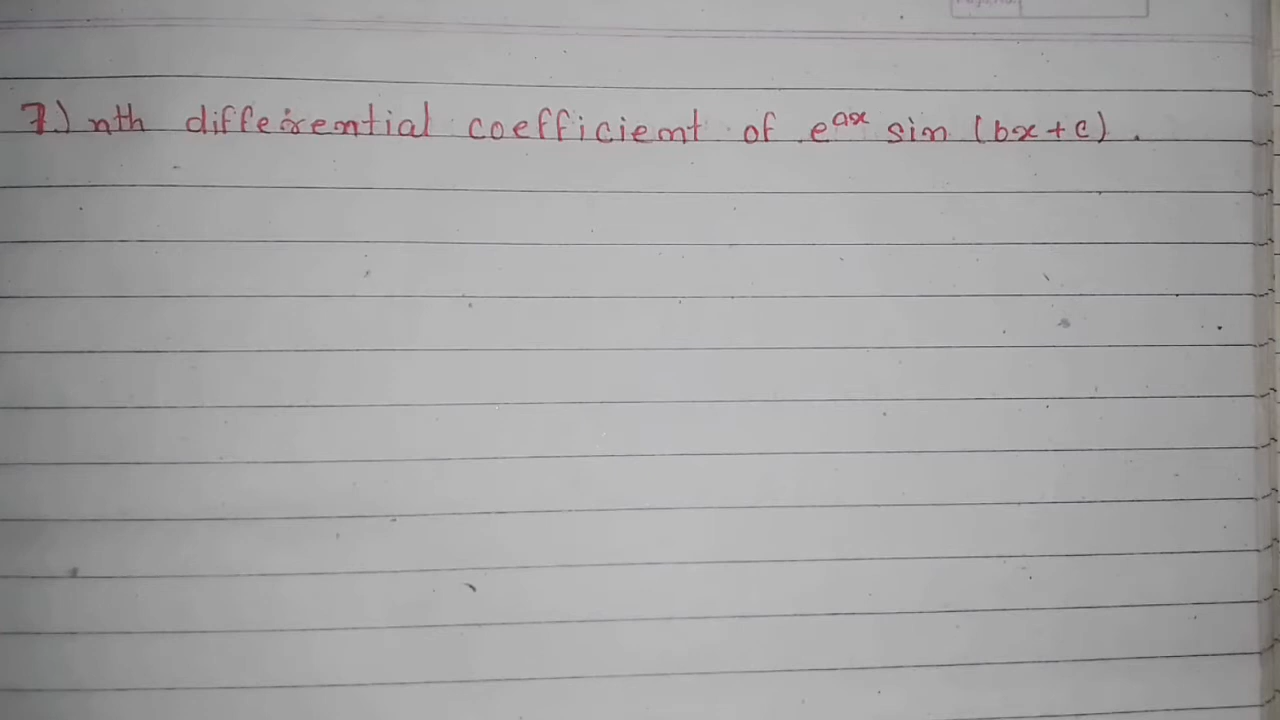 7.) nth differential coefficient of e^ax sin (bx+c).